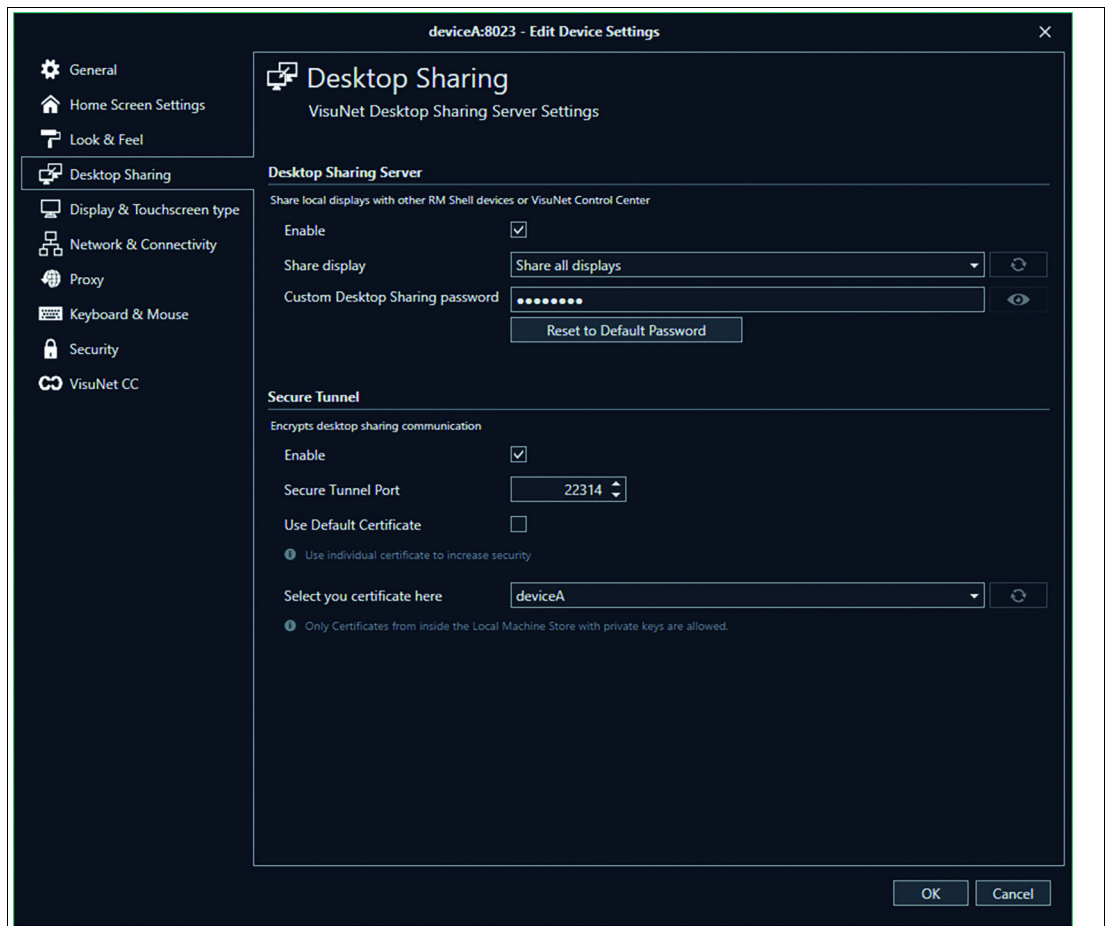 deviceA:8023 - Edit Device Settings
General
Home Screen Settings
Look & Feel
Desktop Sharing
Display & Touchscreen type
Network & Connectivity
Proxy
Keyboard & Mouse
Security
VisuNet CC
Desktop Sharing
VisuNet Desktop Sharing Server Settings
Desktop Sharing Server
Share local displays with other RM Shell devices or VisuNet Control Center
Enable
Share display Share all displays
Custom Desktop Sharing password ••••••••
Reset to Default Password
Secure Tunnel
Encrypts desktop sharing communication
Enable
Secure Tunnel Port 22314
Use Default Certificate
Use individual certificate to increase security
Select you certificate here deviceA
Only Certificates from inside the Local Machine Store with private keys are allowed.
OK Cancel